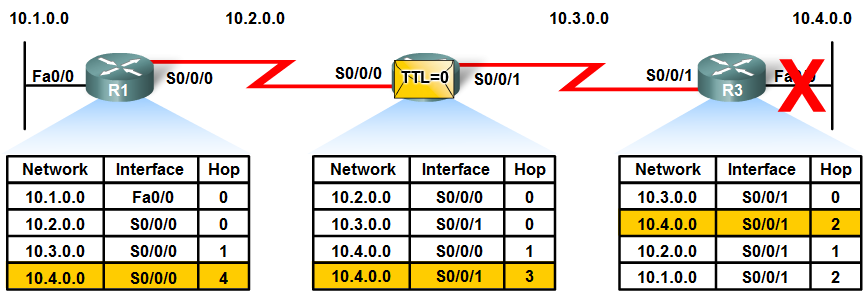 10.1.0.0 10.2.0.0 10.3.0.0 10.4.0.0
Fa0/0 R1 S0/0/0 S0/0/0 TTL=0 S0/0/1 S0/0/1 R3
Network Interface Hop
10.1.0.0 Fa0/0 0
10.2.0.0 S0/0/0 0
10.3.0.0 S0/0/0 1
10.4.0.0 S0/0/0 4
Network Interface Hop
10.2.0.0 S0/0/0 0
10.3.0.0 S0/0/1 0
10.4.0.0 S0/0/0 1
10.4.0.0 S0/0/1 3
Network Interface Hop
10.3.0.0 S0/0/1 0
10.4.0.0 S0/0/1 2
10.2.0.0 S0/0/1 1
10.1.0.0 S0/0/1 2